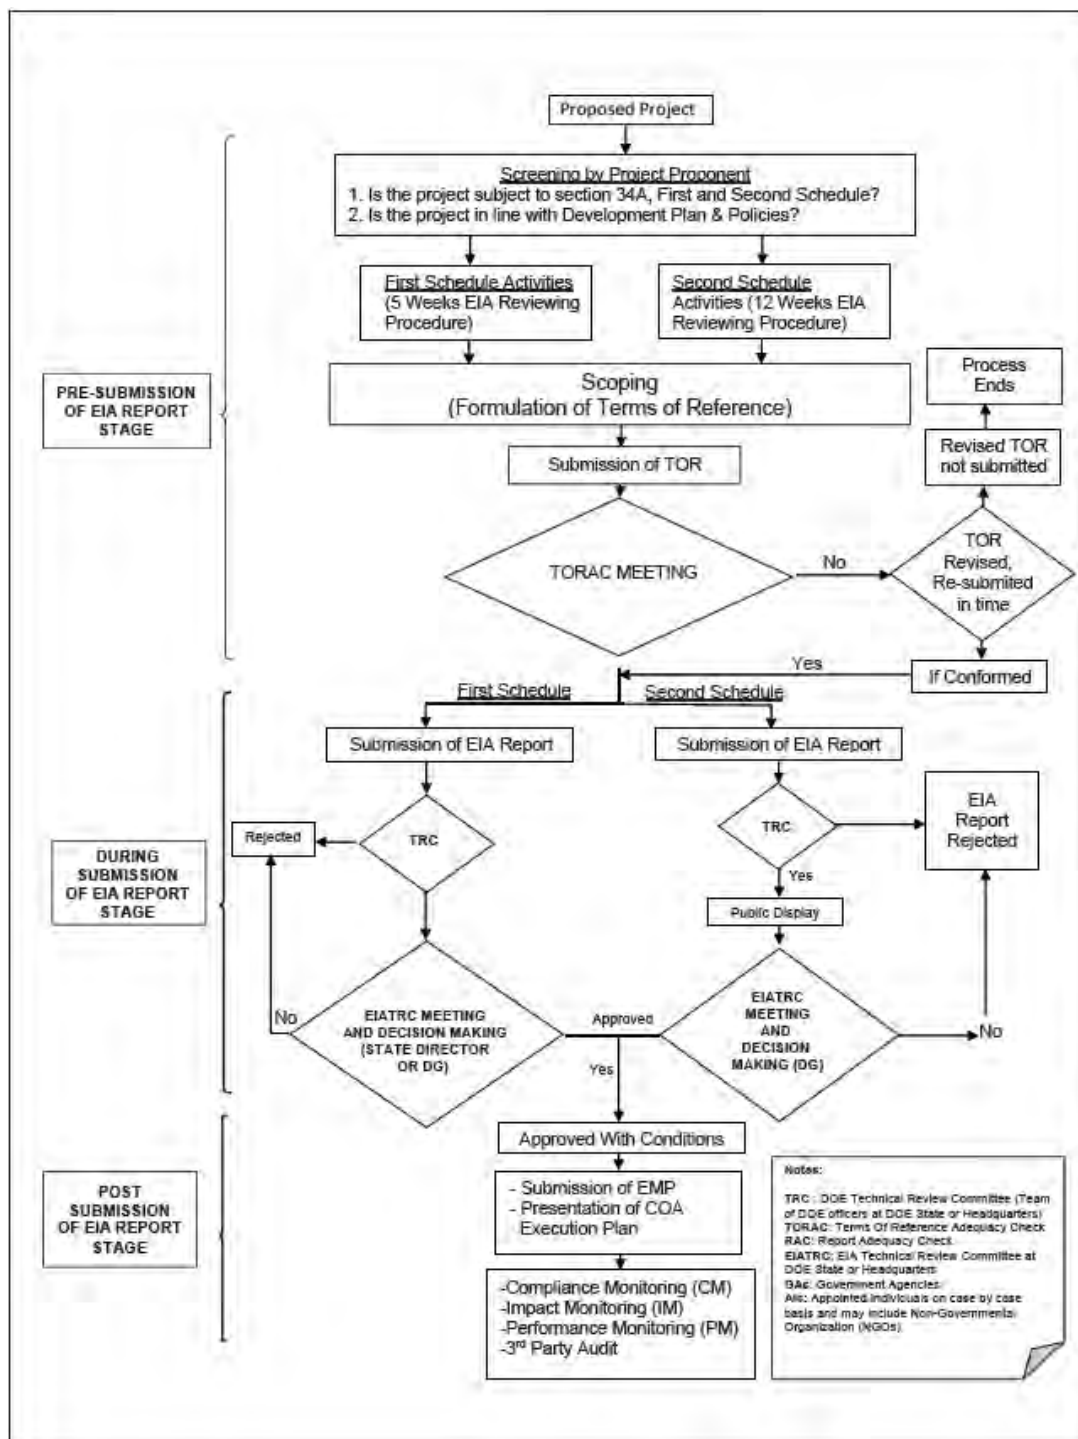 Proposed Project
Screening by Project Proponent
1. Is the project subject to section 34A, First and Second Schedule?
2. Is the project in line with Development Plan & Policies?
First Schedule Activities
(5 Weeks EIA Reviewing
Procedure)
Second Schedule
Activities (12 Weeks EIA
Reviewing Procedure)
Process
Ends
PRE-SUBMISSION
OF EIA REPORT
STAGE
Scoping
(Formulation of Terms of Reference)
Revised TOR
not submitted
Submission of TOR
TORAC MEETING
No
TOR
Revised,
Re-submited
in time
Yes
If Conformed
First Schedule
Second Schedule
Submission of EIA Report
Submission of EIA Report
DURING
SUBMISSION
OF EIA REPORT
STAGE
Rejected
TRC
TRC
EIA
Report
Rejected
Yes
Public Display
No
EIATRC MEETING
AND DECISION MAKING
(STATE DIRECTOR
OR DG)
Approved
Yes
EIATRC
MEETING
AND
DECISION
MAKING (DG)
No
POST
SUBMISSION
OF EIA REPORT
STAGE
Approved With Conditions
- Submission of EMP
- Presentation of COA
Execution Plan
-Compliance Monitoring (CM)
-Impact Monitoring (IM)
-Performance Monitoring (PM)
-3rd Party Audit
Notes:
TRC : DOE Technical Review Committee (Team
of DOE officers at DOE State or Headquarters)
TORAC: Terms Of Reference Adequacy Check
RAC: Report Adequacy Check
EIATRC: EIA Technical Review Committee at
DOE State or Headquarters
GAs: Government Agencies
AIs: Appointed Individuals on case by case
basis and may include Non-Governmental
Organization (NGOs)